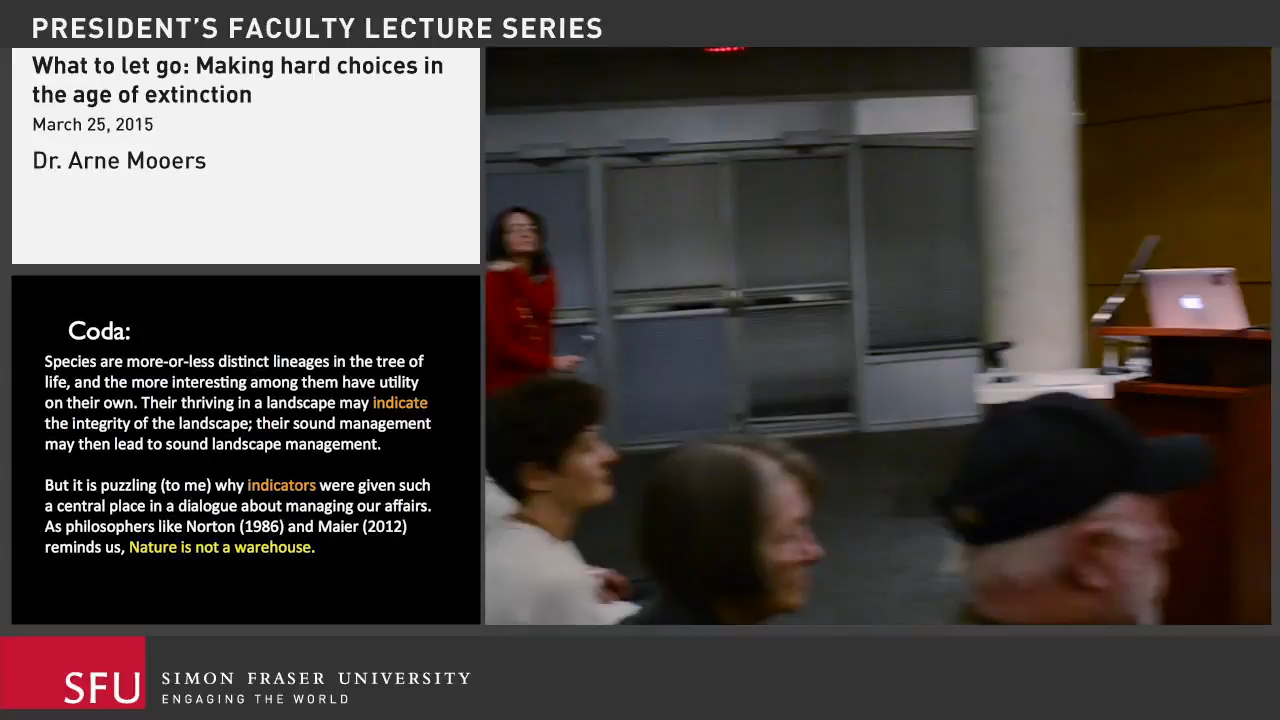 PRESIDENT'S FACULTY LECTURE SERIES
What to let go: Making hard choices in
the age of extinction
March 25, 2015
Dr. Arne Mooers
Coda:
Species are more-or-less distinct lineages in the tree of
life, and the more interesting among them have utility
on their own. Their thriving in a landscape may indicate
the integrity of the landscape; their sound management
may then lead to sound landscape management.
But it is puzzling (to me) why indicators were given such
a central place in a dialogue about managing our affairs.
As philosophers like Norton (1986) and Maier (2012)
reminds us, Nature is not a warehouse.
SFU
SIMON FRASER UNIVERSITY
ENGAGING THE WORLD